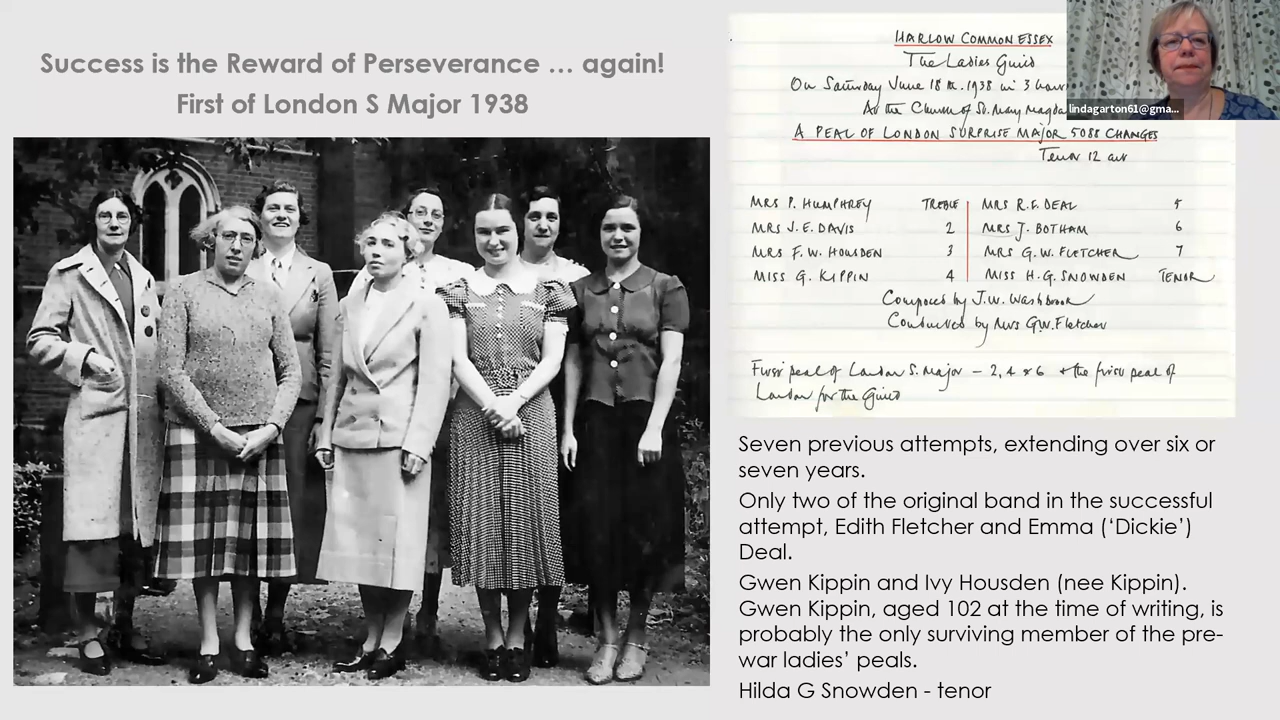 Success is the Reward of Perseverance … again!
First of London S Major 1938
HARLOW COMMON ESSEX
The Ladies Guild
On Saturday June 18th. 1938 in 3 hours
At the Church of St. Mary Magda
lindagarton61@gma...
A PEAL OF LONDON SURPRISE MAJOR 5088 CHANGES
Tenor 12 cwt
MRS P. HUMPHREY TREBLE MRS R.E. DEAL 5
MRS J.E. DAVIS 2 MRS J. BOTHAM 6
MRS F.W. HOUSDEN 3 MRS G.W. FLETCHER 7
MISS G. KIPPIN 4 MISS H.G. SNOWDEN TENOR
Composed by J.W. Washbrook
Conducted by Mrs G.W. Fletcher
First peal of London S. Major – 2, 4 & 6 + the first peal of
London for the Guild
Seven previous attempts, extending over six or
seven years.
Only two of the original band in the successful
attempt, Edith Fletcher and Emma (‘Dickie’)
Deal.
Gwen Kippin and Ivy Housden (nee Kippin).
Gwen Kippin, aged 102 at the time of writing, is
probably the only surviving member of the pre-
war ladies’ peals.
Hilda G Snowden - tenor